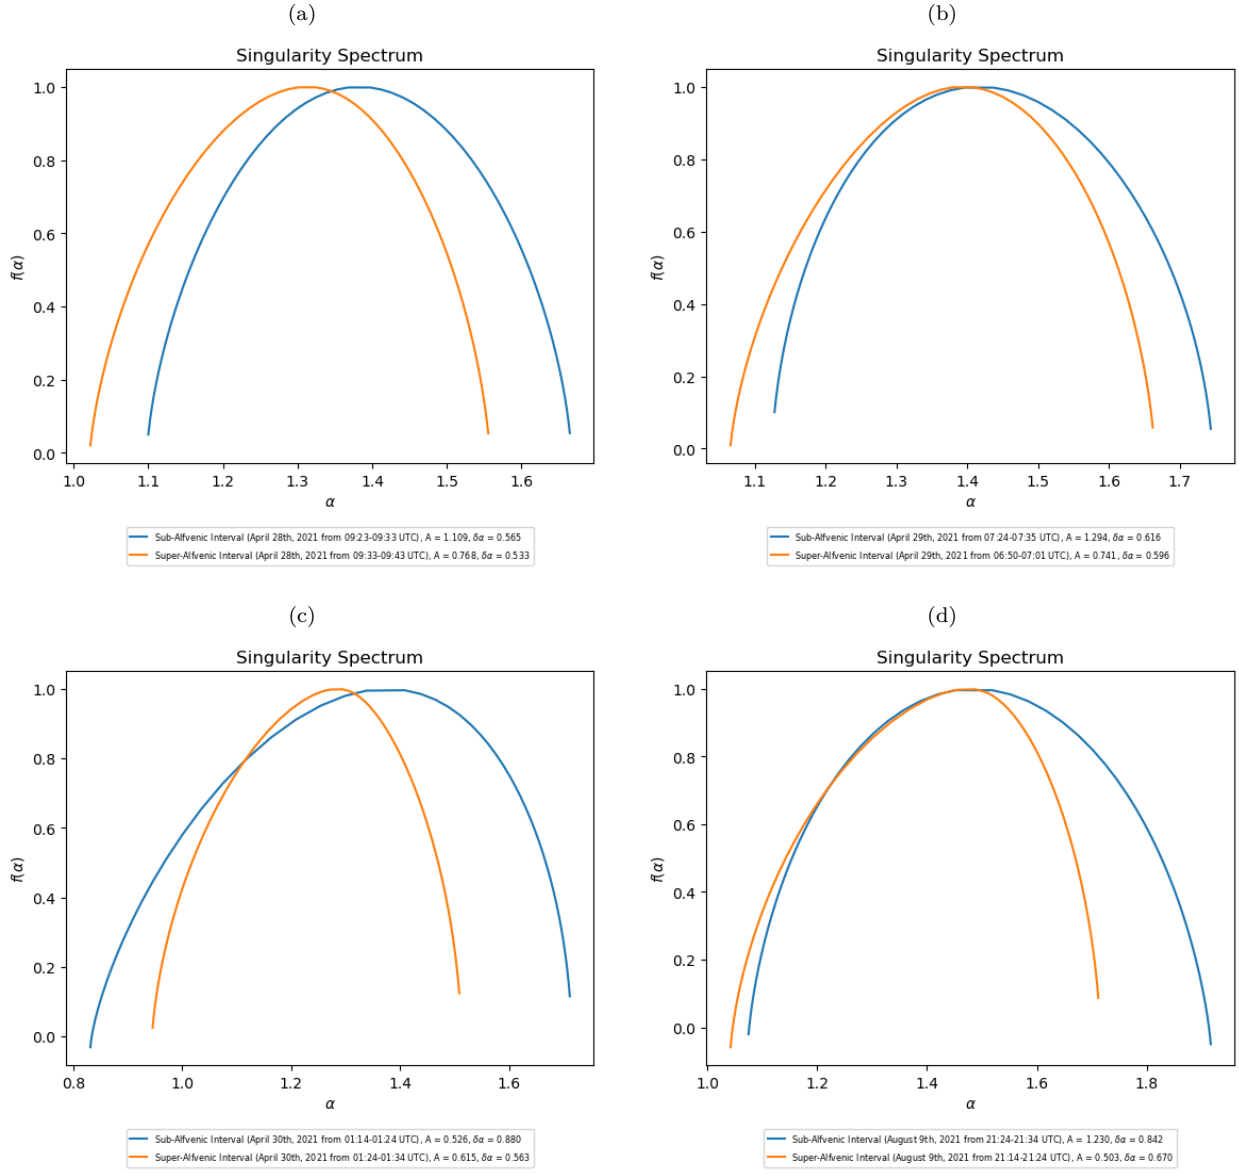 (a)
Singularity Spectrum
1.0
0.8
0.6
0.4
0.2
0.0
f(α)
1.0 1.1 1.2 1.3 1.4 1.5 1.6
α
Sub-Alfvenic Interval (April 28th, 2021 from 09:23-09:33 UTC), A = 1.109, δα = 0.565
Super-Alfvenic Interval (April 28th, 2021 from 09:33-09:43 UTC), A = 0.768, δα = 0.533
(b)
Singularity Spectrum
1.0
0.8
0.6
0.4
0.2
0.0
f(α)
1.1 1.2 1.3 1.4 1.5 1.6 1.7
α
Sub-Alfvenic Interval (April 29th, 2021 from 07:24-07:35 UTC), A = 1.294, δα = 0.616
Super-Alfvenic Interval (April 29th, 2021 from 06:50-07:01 UTC), A = 0.741, δα = 0.596
(c)
Singularity Spectrum
1.0
0.8
0.6
0.4
0.2
0.0
f(α)
0.8 1.0 1.2 1.4 1.6
α
Sub-Alfvenic Interval (April 30th, 2021 from 01:14-01:24 UTC), A = 0.526, δα = 0.880
Super-Alfvenic Interval (April 30th, 2021 from 01:24-01:34 UTC), A = 0.615, δα = 0.563
(d)
Singularity Spectrum
1.0
0.8
0.6
0.4
0.2
0.0
f(α)
1.0 1.2 1.4 1.6 1.8
α
Sub-Alfvenic Interval (August 9th, 2021 from 21:24-21:34 UTC), A = 1.230, δα = 0.842
Super-Alfvenic Interval (August 9th, 2021 from 21:14-21:24 UTC), A = 0.503, δα = 0.670